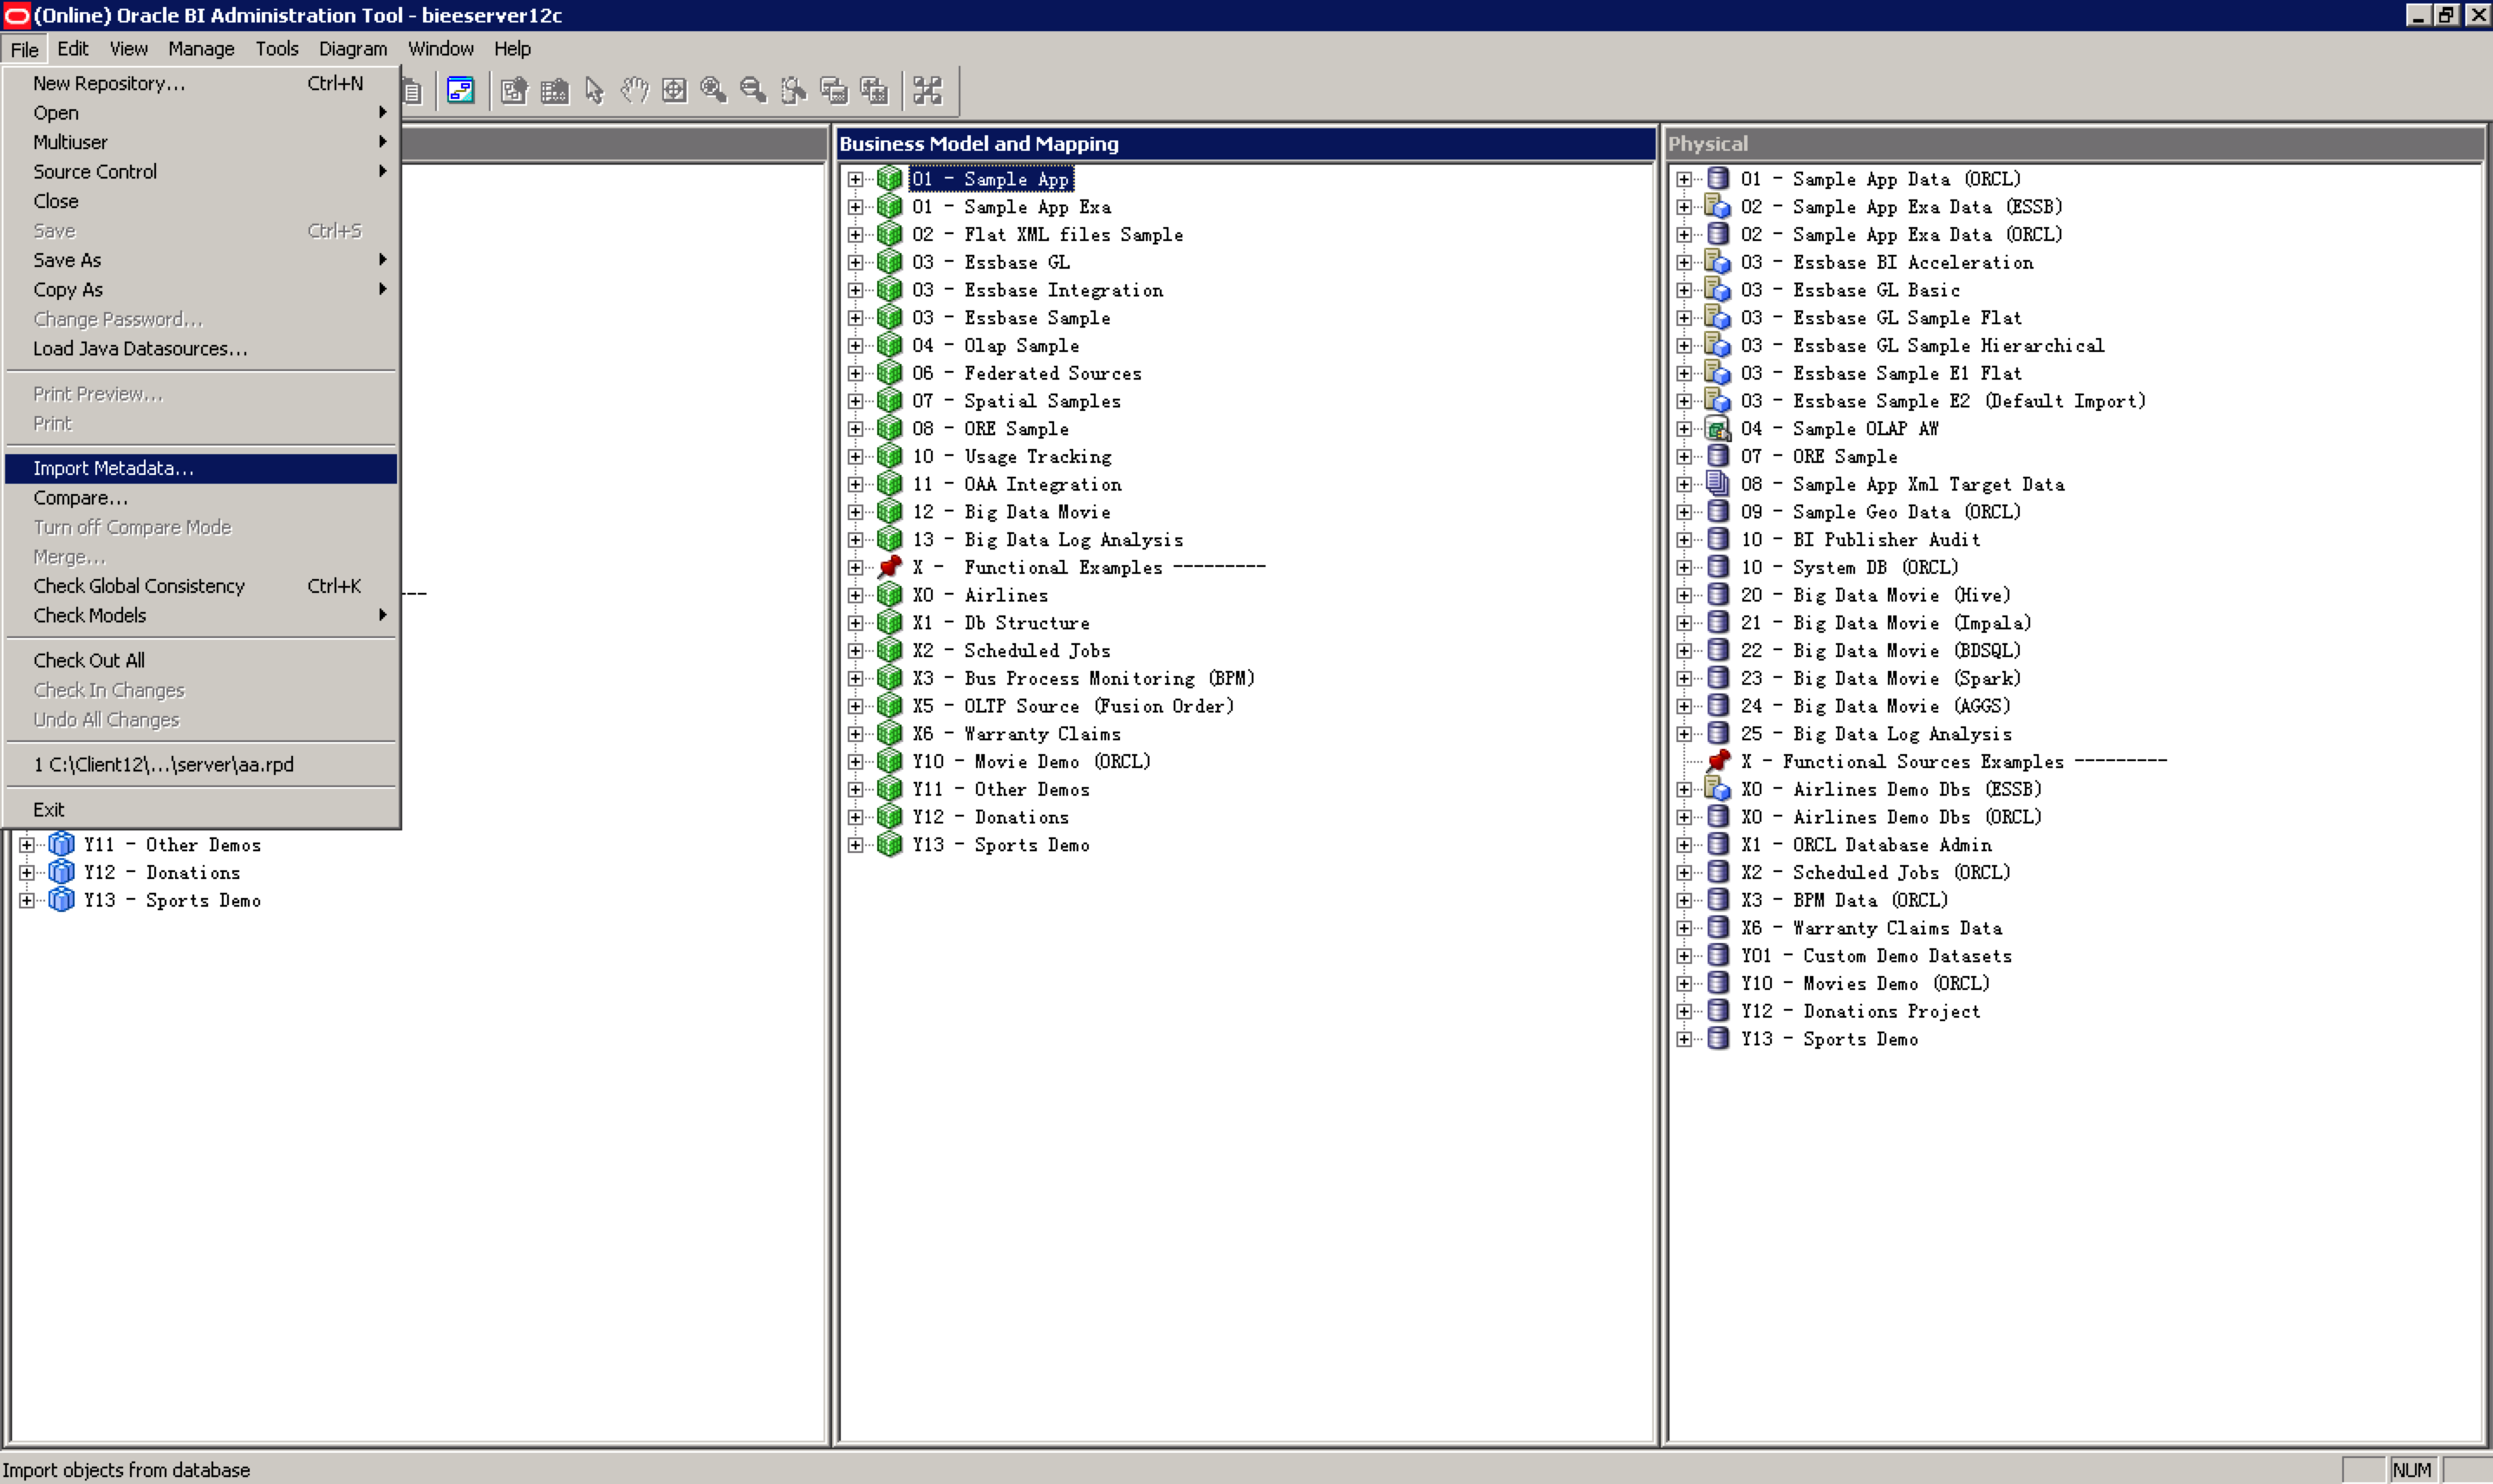 (Online) Oracle BI Administration Tool - bieeserver12c
File Edit View Manage Tools Diagram Window Help
New Repository... Ctrl+N
Open
Multiuser
Source Control
Close
Save Ctrl+S
Save As
Copy As
Change Password...
Load Java Datasources...
Print Preview...
Print
Import Metadata...
Compare...
Turn off Compare Mode
Merge...
Check Global Consistency Ctrl+K
Check Models
Check Out All
Check In Changes
Undo All Changes
1 C:\Client12\...\server\aa.rpd
Exit
Y11 - Other Demos
Y12 - Donations
Y13 - Sports Demo
Business Model and Mapping
01 - Sample App
01 - Sample App Exa
02 - Flat XML files Sample
03 - Essbase GL
03 - Essbase Integration
03 - Essbase Sample
04 - Olap Sample
06 - Federated Sources
07 - Spatial Samples
08 - ORE Sample
10 - Usage Tracking
11 - OAA Integration
12 - Big Data Movie
13 - Big Data Log Analysis
X - Functional Examples ---------
X0 - Airlines
X1 - Db Structure
X2 - Scheduled Jobs
X3 - Bus Process Monitoring (BPM)
X5 - OLTP Source (Fusion Order)
X6 - Warranty Claims
Y10 - Movie Demo (ORCL)
Y11 - Other Demos
Y12 - Donations
Y13 - Sports Demo
Physical
01 - Sample App Data (ORCL)
02 - Sample App Exa Data (ESSB)
02 - Sample App Exa Data (ORCL)
03 - Essbase BI Acceleration
03 - Essbase GL Basic
03 - Essbase GL Sample Flat
03 - Essbase GL Sample Hierarchical
03 - Essbase Sample E1 Flat
03 - Essbase Sample E2 (Default Import)
04 - Sample OLAP AW
07 - ORE Sample
08 - Sample App Xml Target Data
09 - Sample Geo Data (ORCL)
10 - BI Publisher Audit
10 - System DB (ORCL)
20 - Big Data Movie (Hive)
21 - Big Data Movie (Impala)
22 - Big Data Movie (BDSQL)
23 - Big Data Movie (Spark)
24 - Big Data Movie (AGGS)
25 - Big Data Log Analysis
X - Functional Sources Examples ---------
X0 - Airlines Demo Dbs (ESSB)
X0 - Airlines Demo Dbs (ORCL)
X1 - ORCL Database Admin
X2 - Scheduled Jobs (ORCL)
X3 - BPM Data (ORCL)
X6 - Warranty Claims Data
Y01 - Custom Demo Datasets
Y10 - Movies Demo (ORCL)
Y12 - Donations Project
Y13 - Sports Demo
Import objects from database
NUM